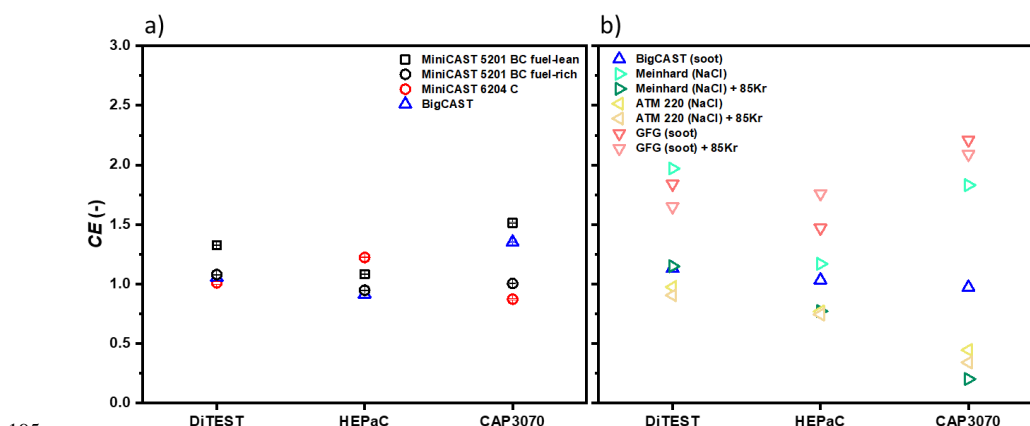 a)
b)
3.0
2.5
2.0
1.5
1.0
0.5
0.0
CE (-)
MiniCAST 5201 BC fuel-lean
MiniCAST 5201 BC fuel-rich
MiniCAST 6204 C
BigCAST
BigCAST (soot)
Meinhard (NaCl)
Meinhard (NaCl) + 85Kr
ATM 220 (NaCl)
ATM 220 (NaCl) + 85Kr
GFG (soot)
GFG (soot) + 85Kr
DiTEST HEPaC CAP3070 DiTEST HEPaC CAP3070